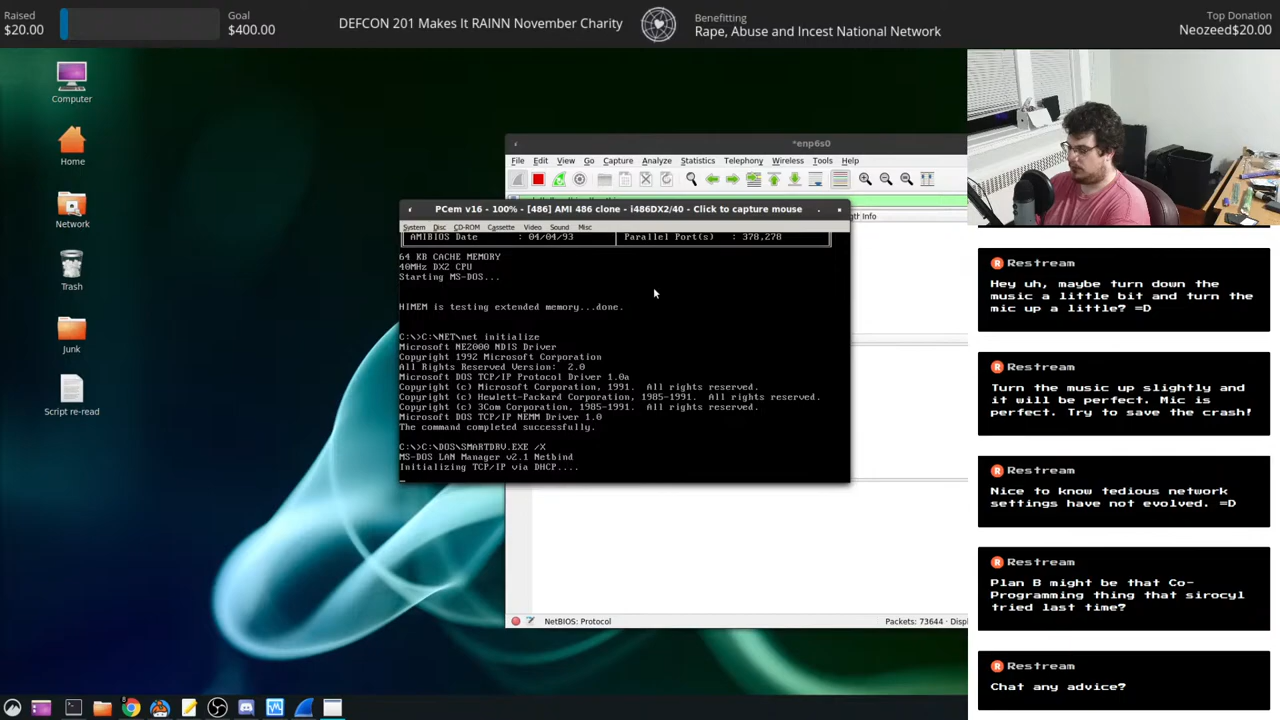 Raised
$20.00
Goal
$400.00
DEFCON 201 Makes It RAINN November Charity
Benefitting
Rape, Abuse and Incest National Network
Top Donation
Neozeed$20.00
Computer
Home
Network
Trash
Junk
Script re-read
*enp6s0
File Edit View Go Capture Analyze Statistics Telephony Wireless Tools Help
gth Info
PCem v16 - 100% - [486] AMI 486 clone - i486DX2/40 - Click to capture mouse
System Disc CD-ROM Cassette Video Sound Misc
AMIBIOS Date : 04/04/93 Parallel Port(s) : 378,278
64 KB CACHE MEMORY
40MHz DX2 CPU
Starting MS-DOS...
HIMEM is testing extended memory...done.
C:\>C:\NET\net initialize
Microsoft NE2000 NDIS Driver
Copyright 1992 Microsoft Corporation
All Rights Reserved Version: 2.0
Microsoft DOS TCP/IP Protocol Driver 1.0a
Copyright (c) Microsoft Corporation, 1991. All rights reserved.
Copyright (c) Hewlett-Packard Corporation, 1985-1991. All rights reserved.
Copyright (c) 3Com Corporation, 1985-1991. All rights reserved.
Microsoft DOS TCP/IP NEMM Driver 1.0
The command completed successfully.
C:\>C:\DOS\SMARTDRV.EXE /X
MS-DOS LAN Manager v2.1 Netbind
Initializing TCP/IP via DHCP....
NetBIOS: Protocol
Packets: 73644 · Displ
Restream
Hey uh, maybe turn down the
music a little bit and turn the
mic up a little? =D
Restream
Turn the music up slightly and
it will be perfect. Mic is
perfect. Try to save the crash!
Restream
Nice to know tedious network
settings have not evolved. =D
Restream
Plan B might be that Co-
Programming thing that sirocyl
tried last time?
Restream
Chat any advice?